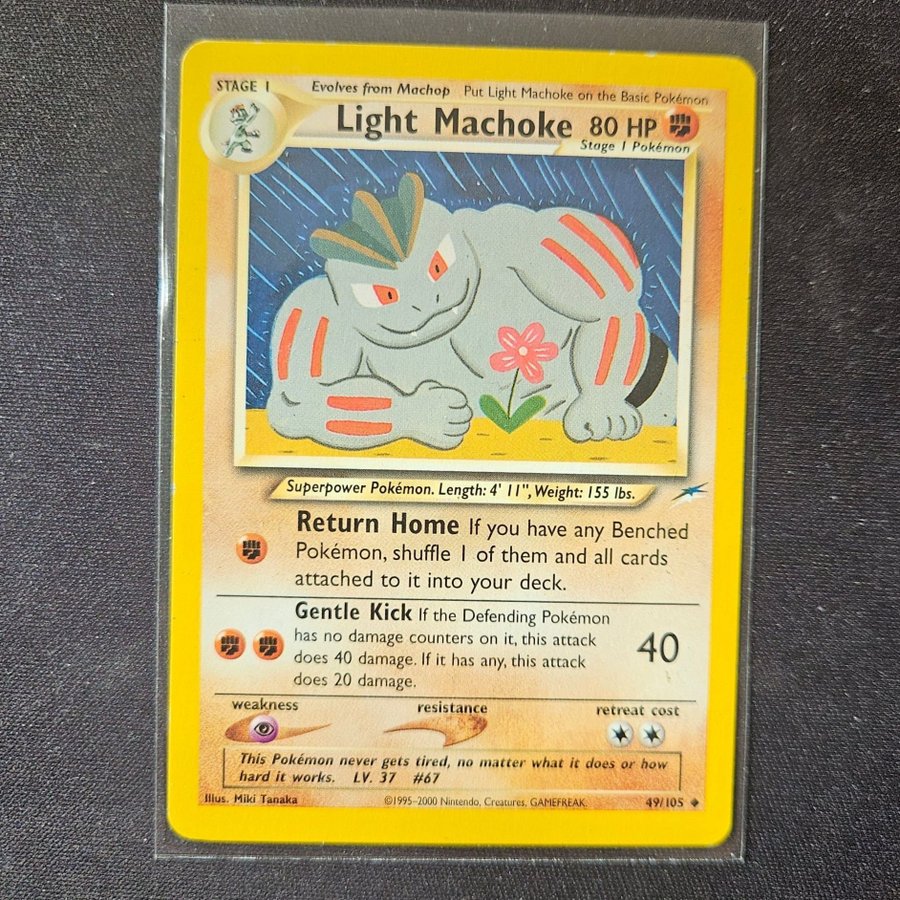 STAGE 1 Evolves from Machop Put Light Machoke on the Basic Pokémon
Light Machoke 80 HP
Stage 1 Pokémon
Superpower Pokémon. Length: 4' 11", Weight: 155 lbs.
Return Home If you have any Benched
Pokémon, shuffle 1 of them and all cards
attached to it into your deck.
Gentle Kick If the Defending Pokémon
has no damage counters on it, this attack
does 40 damage. If it has any, this attack
does 20 damage.
40
weakness resistance retreat cost
This Pokémon never gets tired, no matter what it does or how
hard it works. LV. 37 #67
Illus. Miki Tanaka ©1995-2000 Nintendo, Creatures, GAMEFREAK. 49/105